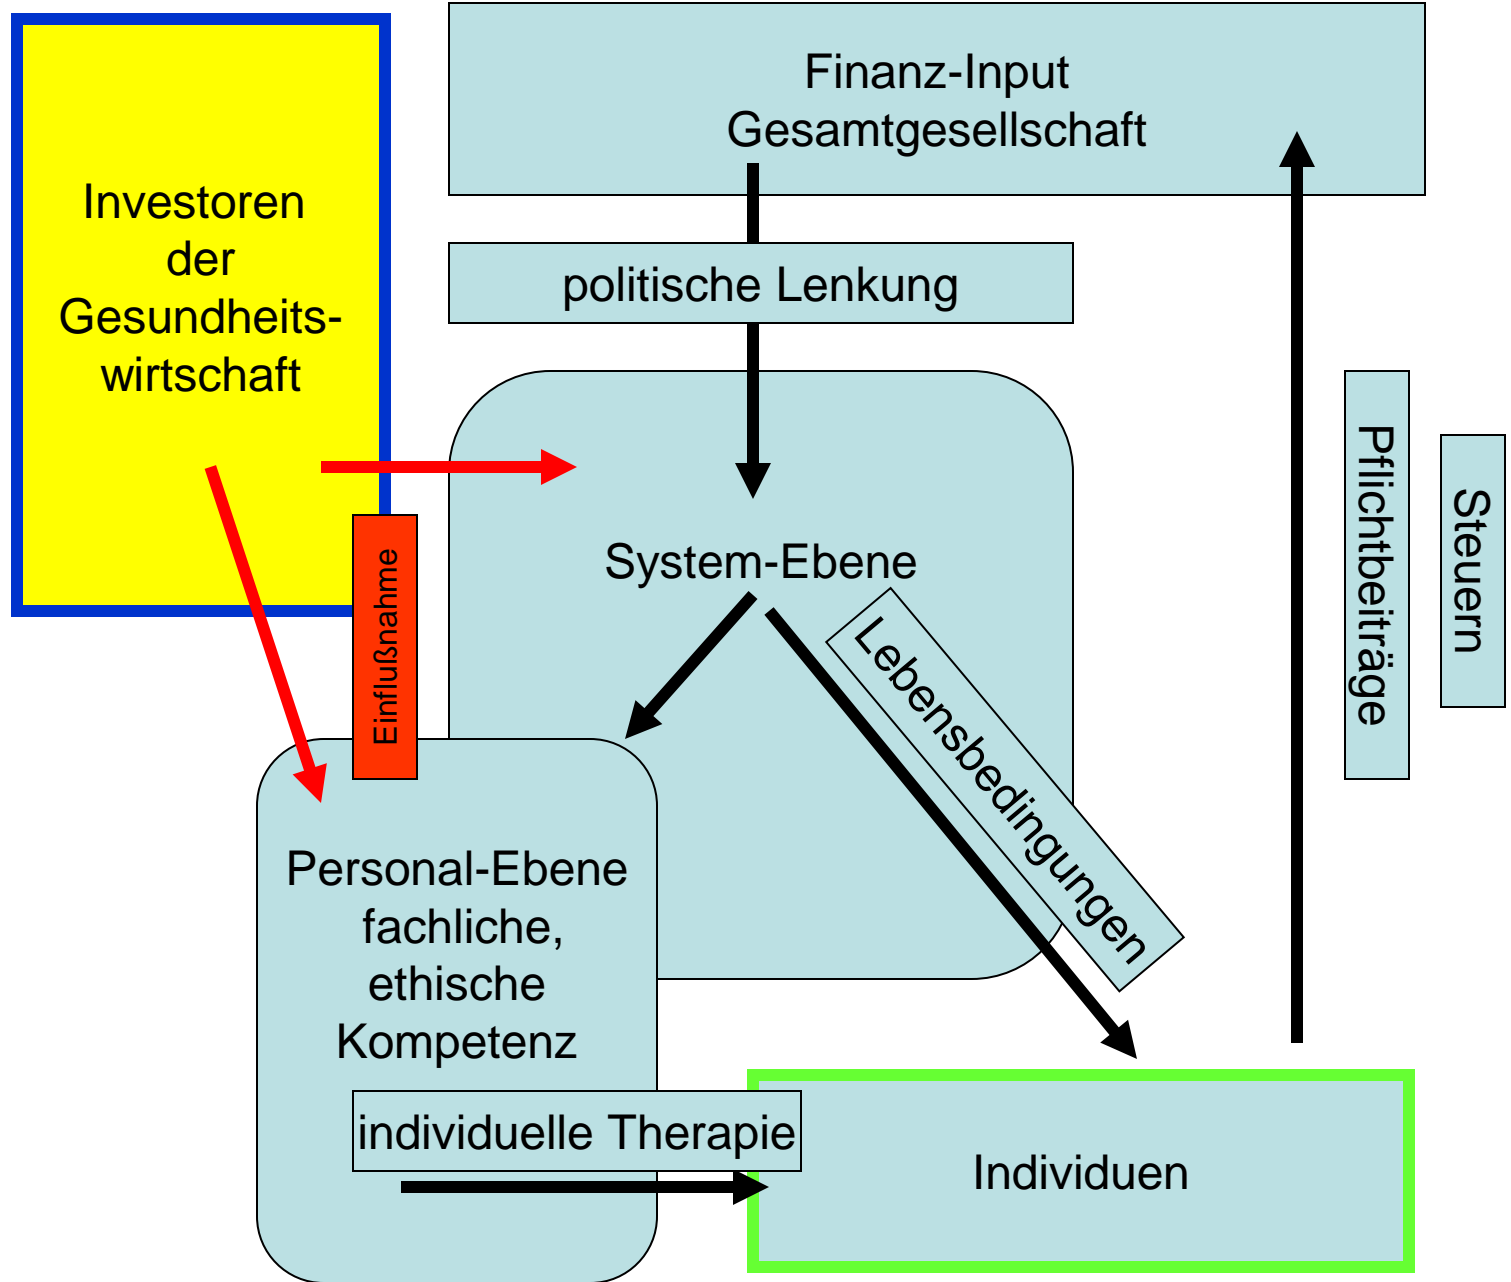 Finanz-Input
Gesamtgesellschaft
Investoren
der
Gesundheits-
wirtschaft
politische Lenkung
Pflichtbeiträge
Steuern
System-Ebene
Einflußnahme
Lebensbedingungen
Personal-Ebene
fachliche,
ethische
Kompetenz
individuelle Therapie
Individuen